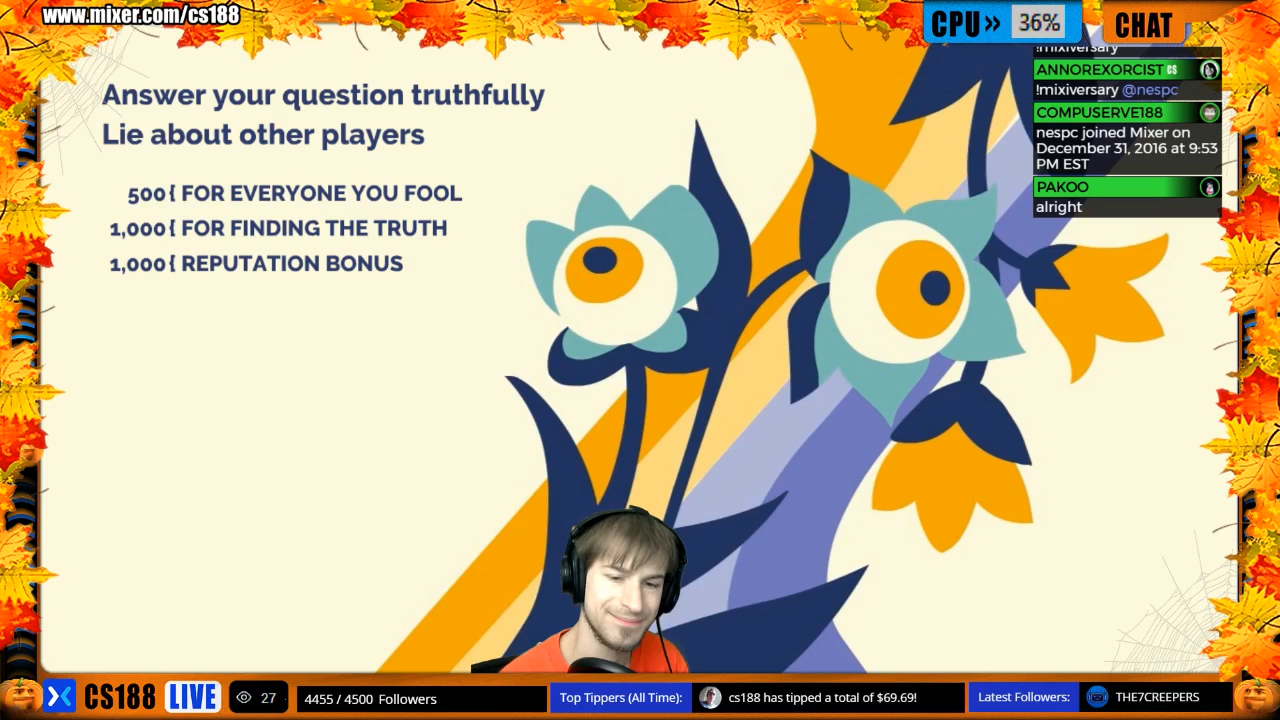 www.mixer.com/cs188
CPU»
36%
CHAT
!mixiversary
ANNOREXORCIST CS
!mixiversary @nespc
COMPUSERVE188
nespc joined Mixer on
December 31, 2016 at 9:53
PM EST
PAKOO
alright
Answer your question truthfully
Lie about other players
500{ FOR EVERYONE YOU FOOL
1,000{ FOR FINDING THE TRUTH
1,000{ REPUTATION BONUS
CS188 LIVE
27
4455 / 4500 Followers
Top Tippers (All Time):
cs188 has tipped a total of $69.69!
Latest Followers:
THE7CREEPERS